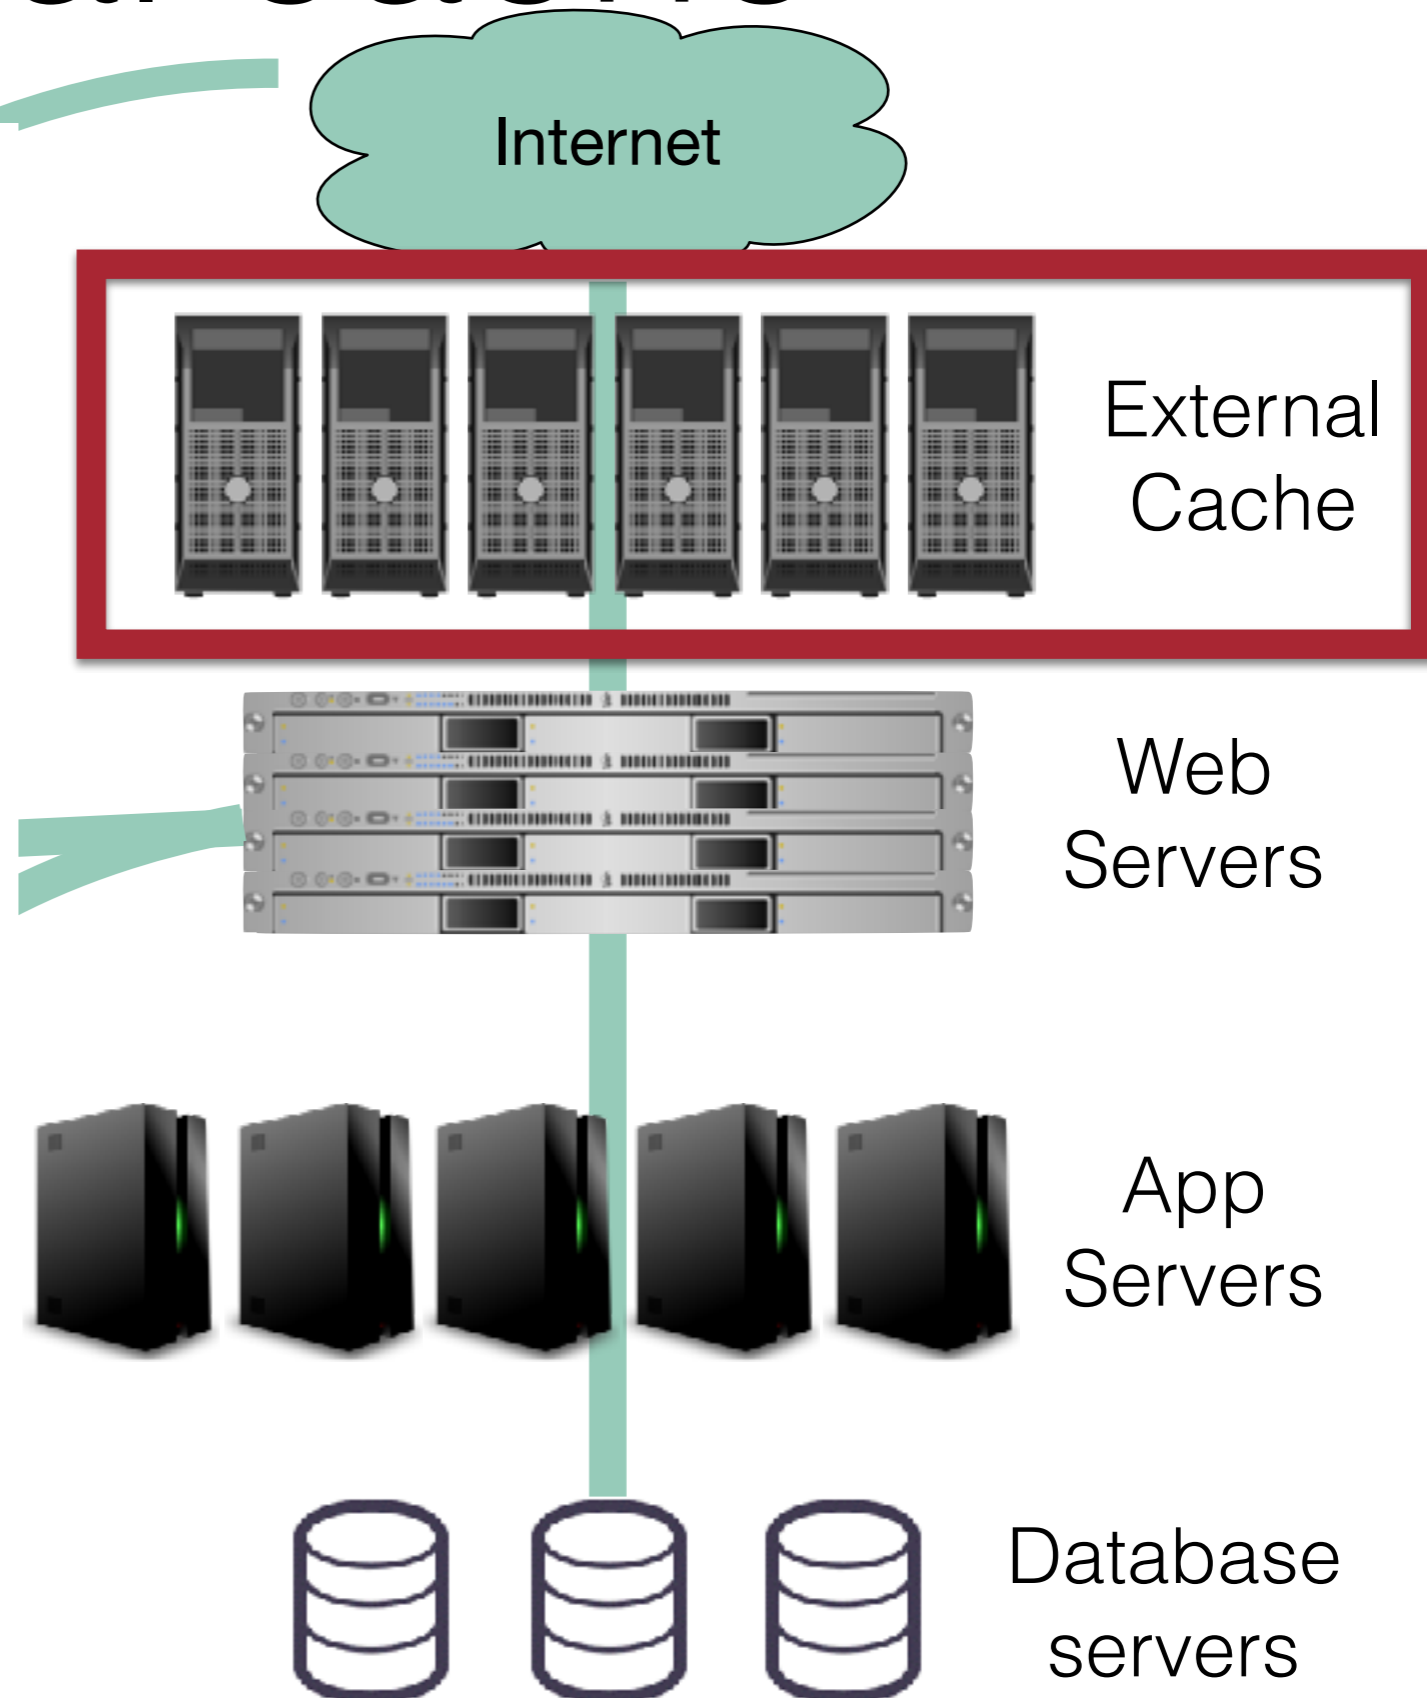 Internet
External
Cache
Web
Servers
App
Servers
Database
servers